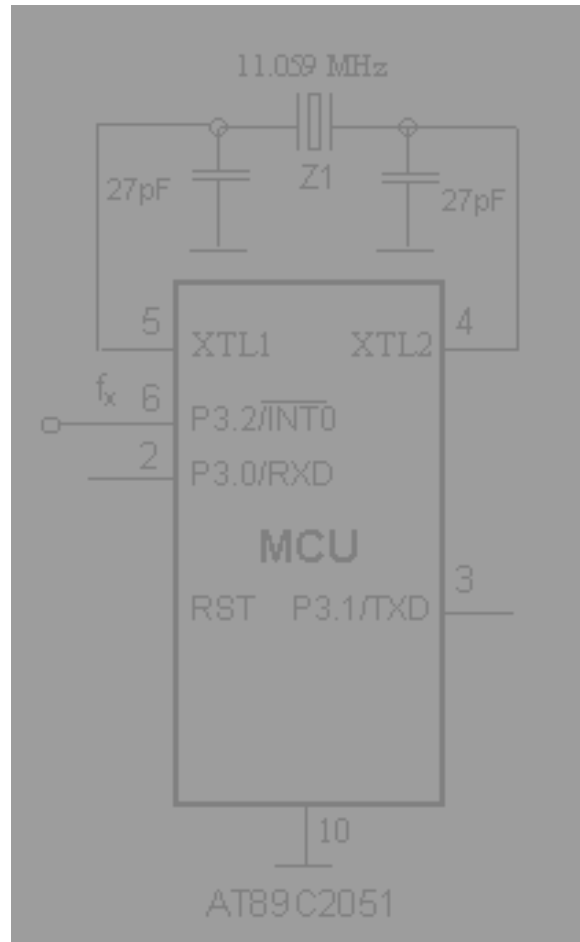 11.059 MHz
27pF
Z1
27pF
5
XTL1
XTL2
4
fx
6
P3.2/INT0
2
P3.0/RXD
MCU
3
RST
P3.1/TXD
10
AT89C2051